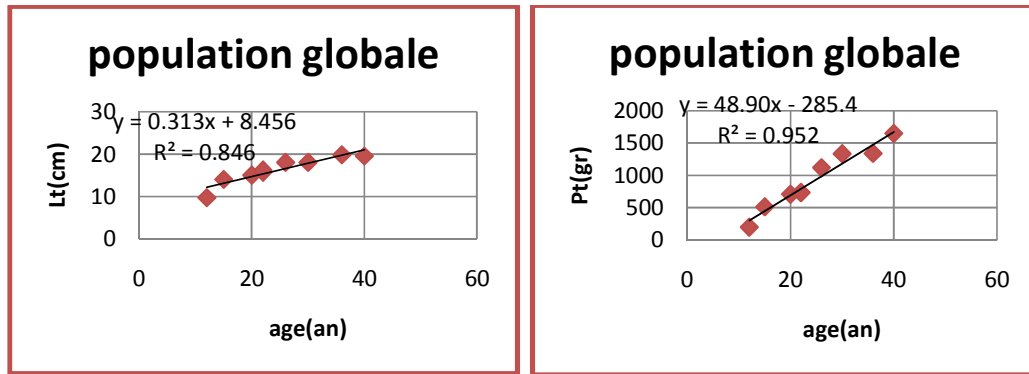 population globale
30
y = 0.313x + 8.456
R² = 0.846
20
10
0
0
20
40
60
Lt(cm)
age(an)
population globale
2000
y = 48.90x - 285.4
R² = 0.952
1500
1000
500
0
0
20
40
60
Pt(gr)
age(an)